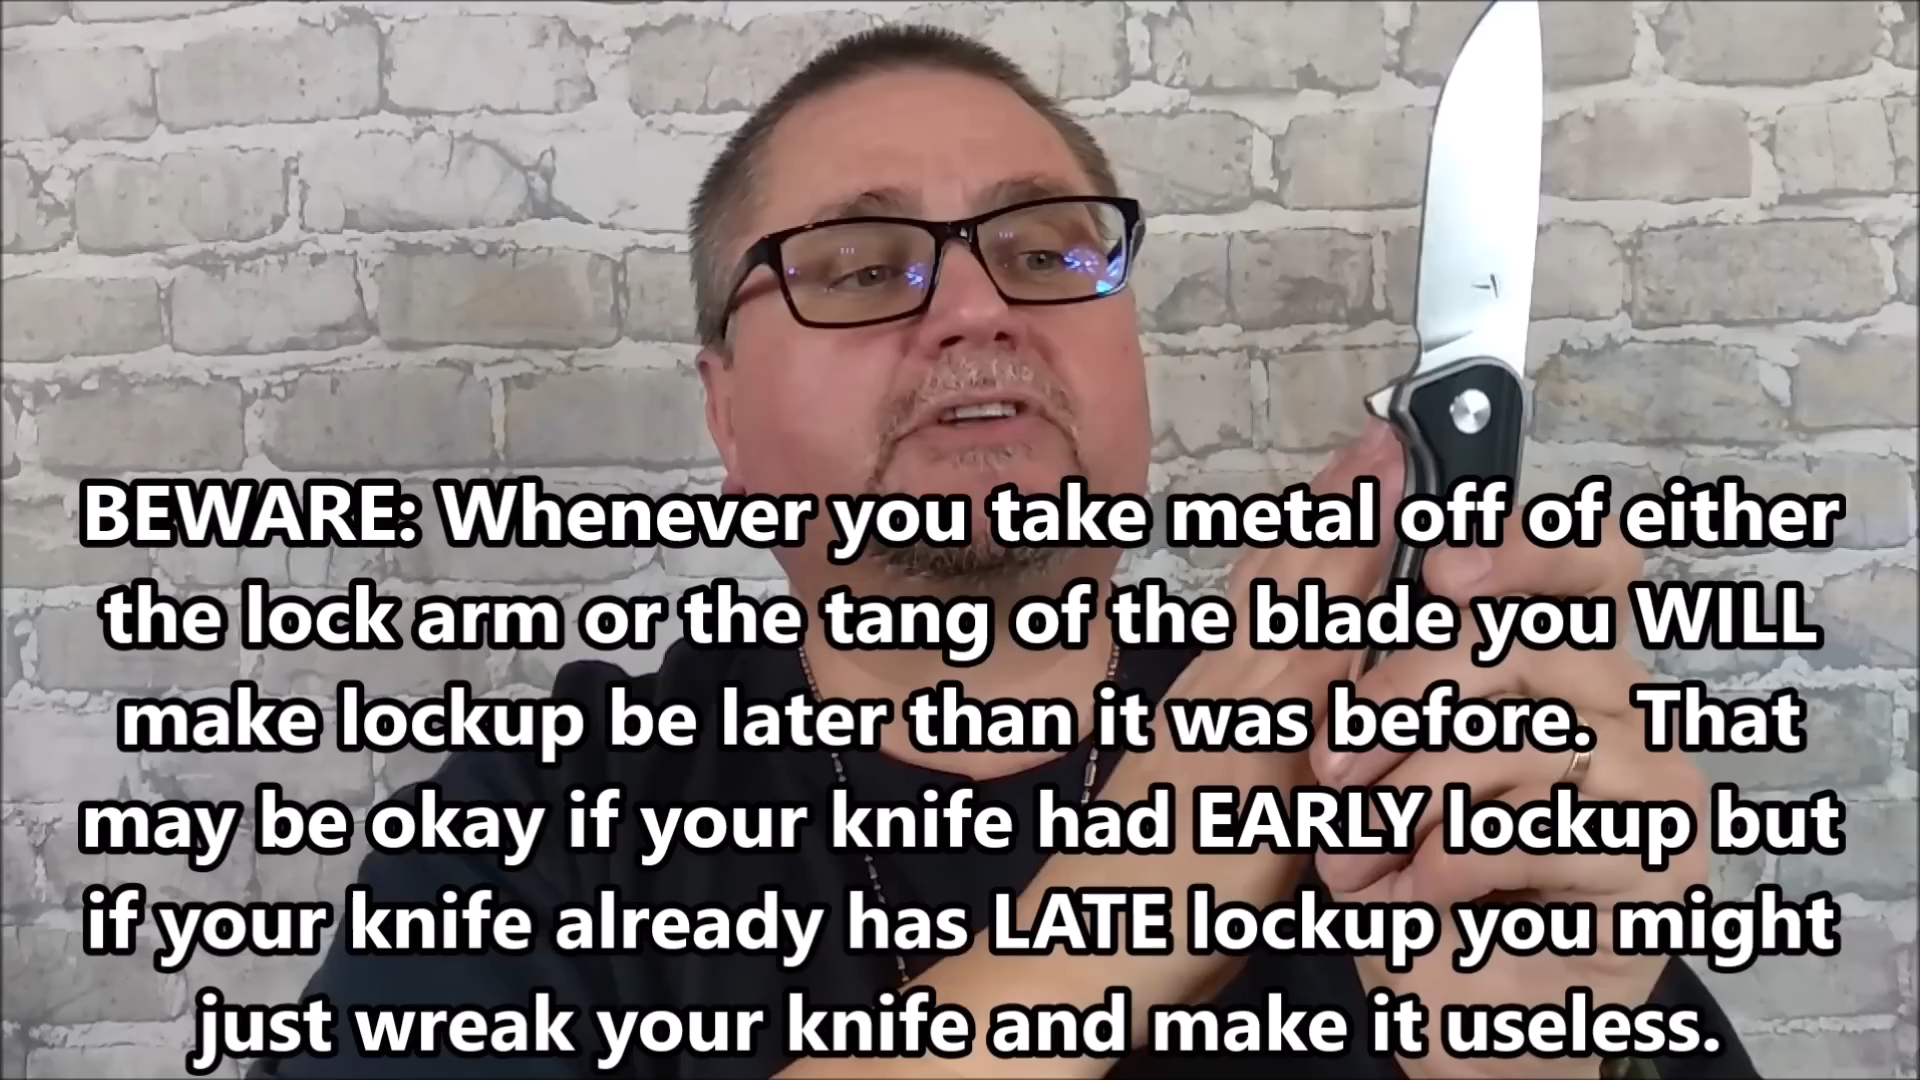 BEWARE: Whenever you take metal off of either
the lock arm or the tang of the blade you WILL
make lockup be later than it was before.  That
may be okay if your knife had EARLY lockup but
if your knife already has LATE lockup you might
just wreak your knife and make it useless.